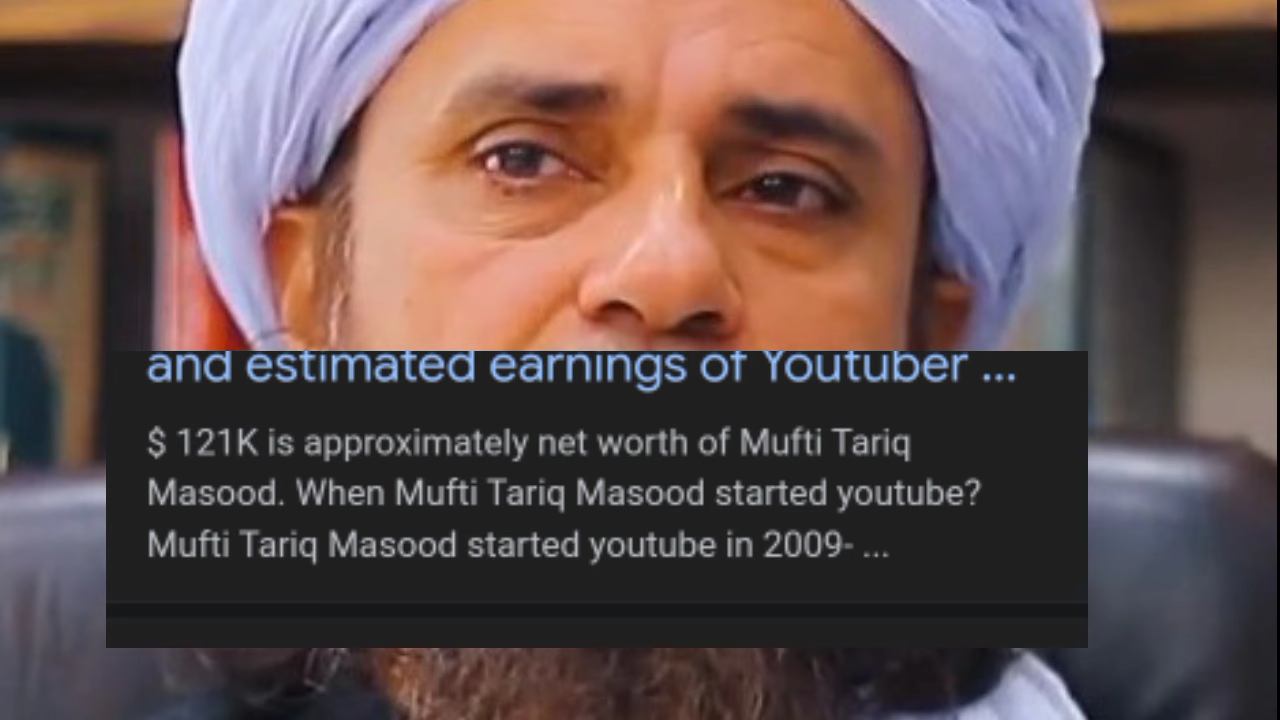 and estimated earnings of Youtuber ...
$ 121K is approximately net worth of Mufti Tariq
Masood. When Mufti Tariq Masood started youtube?
Mufti Tariq Masood started youtube in 2009- ...